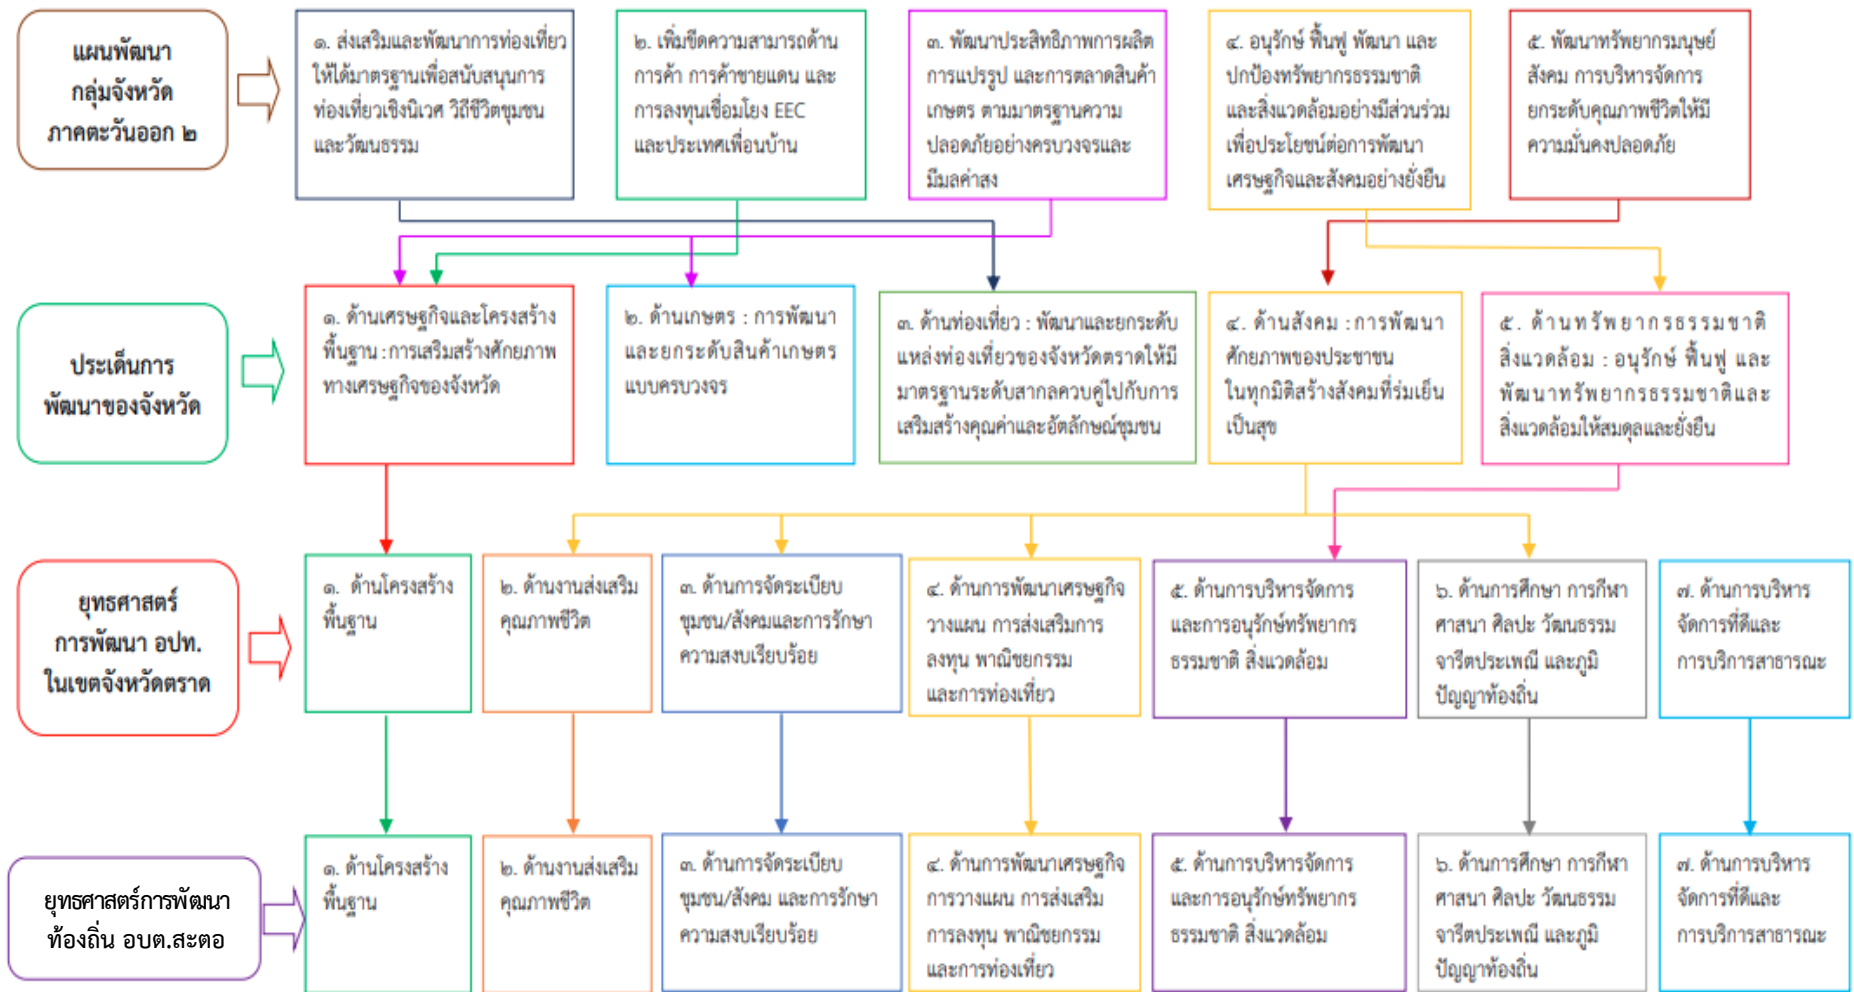 แผนพัฒนา
กลุ่มจังหวัด
ภาคตะวันออก ๒
๑. ส่งเสริมและพัฒนาการท่องเที่ยว
ให้ได้มาตรฐานเพื่อสนับสนุนการ
ท่องเที่ยวเชิงนิเวศ วิถีชีวิตชุมชน
และวัฒนธรรม
๒. เพิ่มขีดความสามารถด้าน
การค้า การค้าชายแดน และ
การลงทุนเชื่อมโยง EEC
และประเทศเพื่อนบ้าน
๓. พัฒนาประสิทธิภาพการผลิต
การแปรรูป และการตลาดสินค้า
เกษตร ตามมาตรฐานความ
ปลอดภัยอย่างครบวงจรและ
มีมลค่าสง
๔. อนุรักษ์ ฟื้นฟู พัฒนา และ
ปกป้องทรัพยากรธรรมชาติ
และสิ่งแวดล้อมอย่างมีส่วนร่วม
เพื่อประโยชน์ต่อการพัฒนา
เศรษฐกิจและสังคมอย่างยั่งยืน
๕. พัฒนาทรัพยากรมนุษย์
สังคม การบริหารจัดการ
ยกระดับคุณภาพชีวิตให้มี
ความมั่นคงปลอดภัย
ประเด็นการ
พัฒนาของจังหวัด
๑. ด้านเศรษฐกิจและโครงสร้าง
พื้นฐาน : การเสริมสร้างศักยภาพ
ทางเศรษฐกิจของจังหวัด
๒. ด้านเกษตร : การพัฒนา
และยกระดับสินค้าเกษตร
แบบครบวงจร
๓. ด้านท่องเที่ยว : พัฒนาและยกระดับ
แหล่งท่องเที่ยวของจังหวัดตราดให้มี
มาตรฐานระดับสากลควบคู่ไปกับการ
เสริมสร้างคุณค่าและอัตลักษณ์ชุมชน
๔. ด้านสังคม : การพัฒนา
ศักยภาพของประชาชน
ในทุกมิติสร้างสังคมที่ร่มเย็น
เป็นสุข
๕. ด้านทรัพยากรธรรมชาติ
สิ่งแวดล้อม : อนุรักษ์ ฟื้นฟู และ
พัฒนาทรัพยากรธรรมชาติและ
สิ่งแวดล้อมให้สมดุลและยั่งยืน
ยุทธศาสตร์
การพัฒนา อปท.
ในเขตจังหวัดตราด
๑. ด้านโครงสร้าง
พื้นฐาน
๒. ด้านงานส่งเสริม
คุณภาพชีวิต
๓. ด้านการจัดระเบียบ
ชุมชน/สังคมและการรักษา
ความสงบเรียบร้อย
๔. ด้านการพัฒนาเศรษฐกิจ
วางแผน การส่งเสริมการ
ลงทุน พาณิชยกรรม
และการท่องเที่ยว
๕. ด้านการบริหารจัดการ
และการอนุรักษ์ทรัพยากร
ธรรมชาติ สิ่งแวดล้อม
๖. ด้านการศึกษา การกีฬา
ศาสนา ศิลปะ วัฒนธรรม
จารีตประเพณี และภูมิ
ปัญญาท้องถิ่น
๗. ด้านการบริหาร
จัดการที่ดีและ
การบริการสาธารณะ
ยุทธศาสตร์การพัฒนา
ท้องถิ่น อบต.สะตอ
๑. ด้านโครงสร้าง
พื้นฐาน
๒. ด้านงานส่งเสริม
คุณภาพชีวิต
๓. ด้านการจัดระเบียบ
ชุมชน/สังคม และการรักษา
ความสงบเรียบร้อย
๔. ด้านการพัฒนาเศรษฐกิจ
การวางแผน การส่งเสริม
การลงทุน พาณิชยกรรม
และการท่องเที่ยว
๕. ด้านการบริหารจัดการ
และการอนุรักษ์ทรัพยากร
ธรรมชาติ สิ่งแวดล้อม
๖. ด้านการศึกษา การกีฬา
ศาสนา ศิลปะ วัฒนธรรม
จารีตประเพณี และภูมิ
ปัญญาท้องถิ่น
๗. ด้านการบริหาร
จัดการที่ดีและ
การบริการสาธารณะ